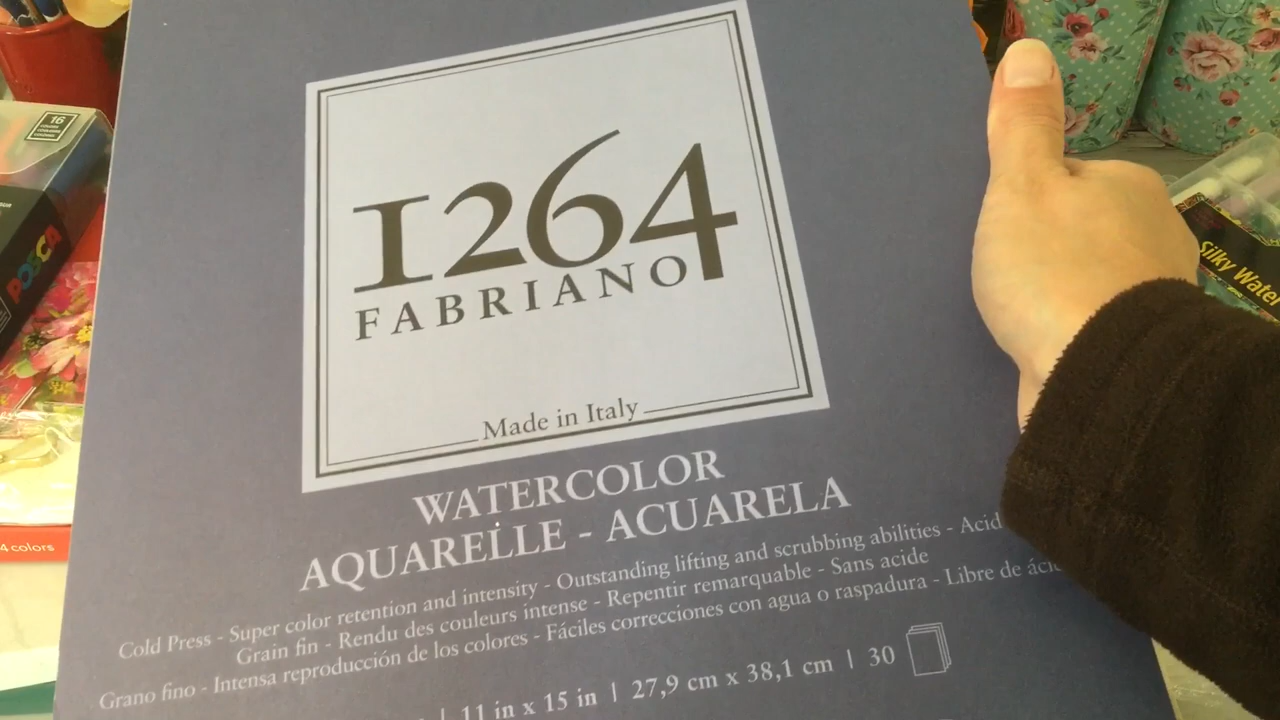 1264
FABRIANO
Made in Italy
WATERCOLOR
AQUARELLE - ACUARELA
Cold Press - Super color retention and intensity - Outstanding lifting and scrubbing abilities - Acid
Grain fin - Rendu des couleurs intense - Repentir remarquable - Sans acide
Grano fino - Intensa reproducción de los colores - Fáciles correcciones con agua o raspadura - Libre de
| 11 in x 15 in | 27,9 cm x 38,1 cm | 30
16
POSCA
4 colors
Silky Water